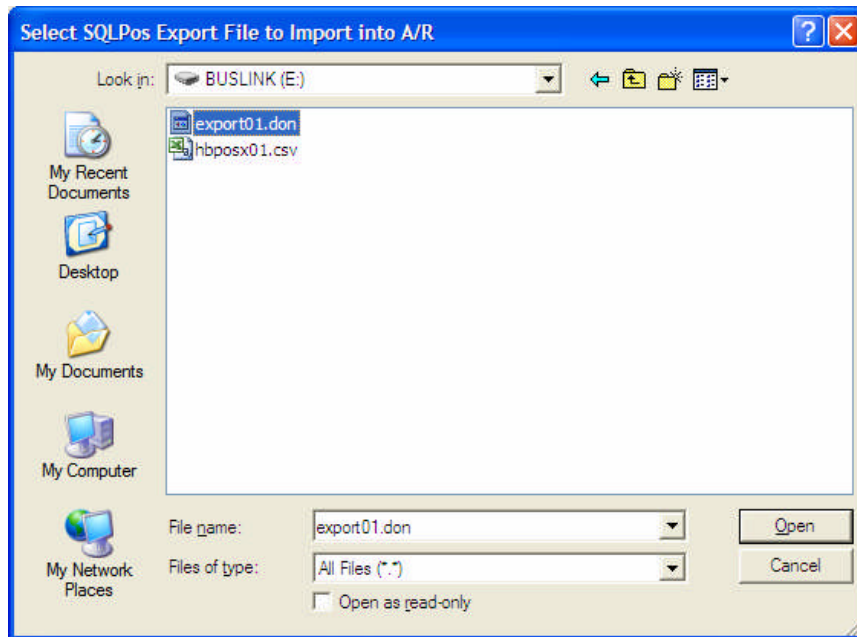 Select SQLPos Export File to Import into A/R
Look in:
BUSLINK (E:)
export01.don
hbposx01.csv
My Recent
Documents
Desktop
My Documents
My Computer
My Network
Places
File name:
export01.don
Open
Files of type:
All Files (*.*)
Cancel
Open as read-only